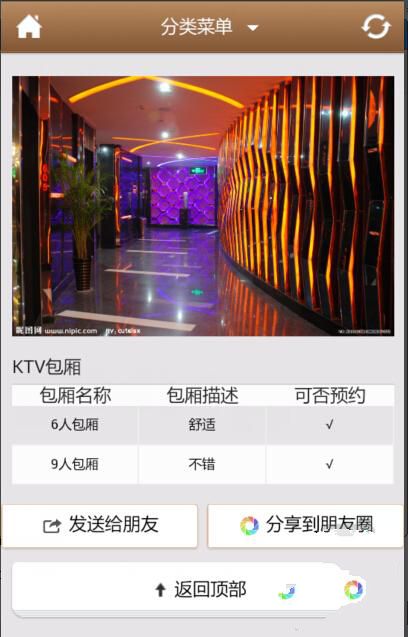 分类菜单
昵图网 www.nipic.com
KTV包厢
包厢名称 包厢描述 可否预约
6人包厢 舒适 √
9人包厢 不错 √
发送给朋友 分享到朋友圈
返回顶部